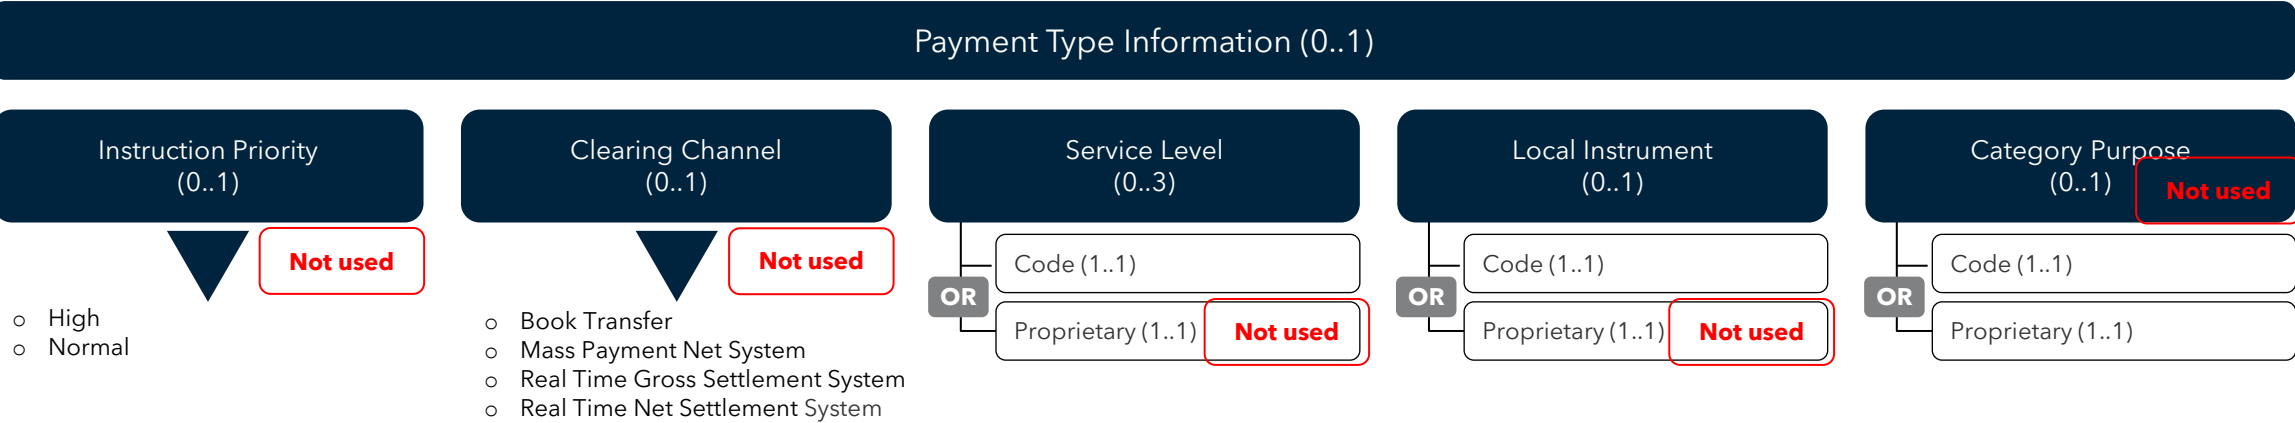 Payment Type Information (0..1)
Instruction Priority
(0..1)
Not used
o High
o Normal
Clearing Channel
(0..1)
Not used
o Book Transfer
o Mass Payment Net System
o Real Time Gross Settlement System
o Real Time Net Settlement System
Service Level
(0..3)
Code (1..1)
OR
Proprietary (1..1) Not used
Local Instrument
(0..1)
Code (1..1)
OR
Proprietary (1..1) Not used
Category Purpose
(0..1) Not used
Code (1..1)
OR
Proprietary (1..1)